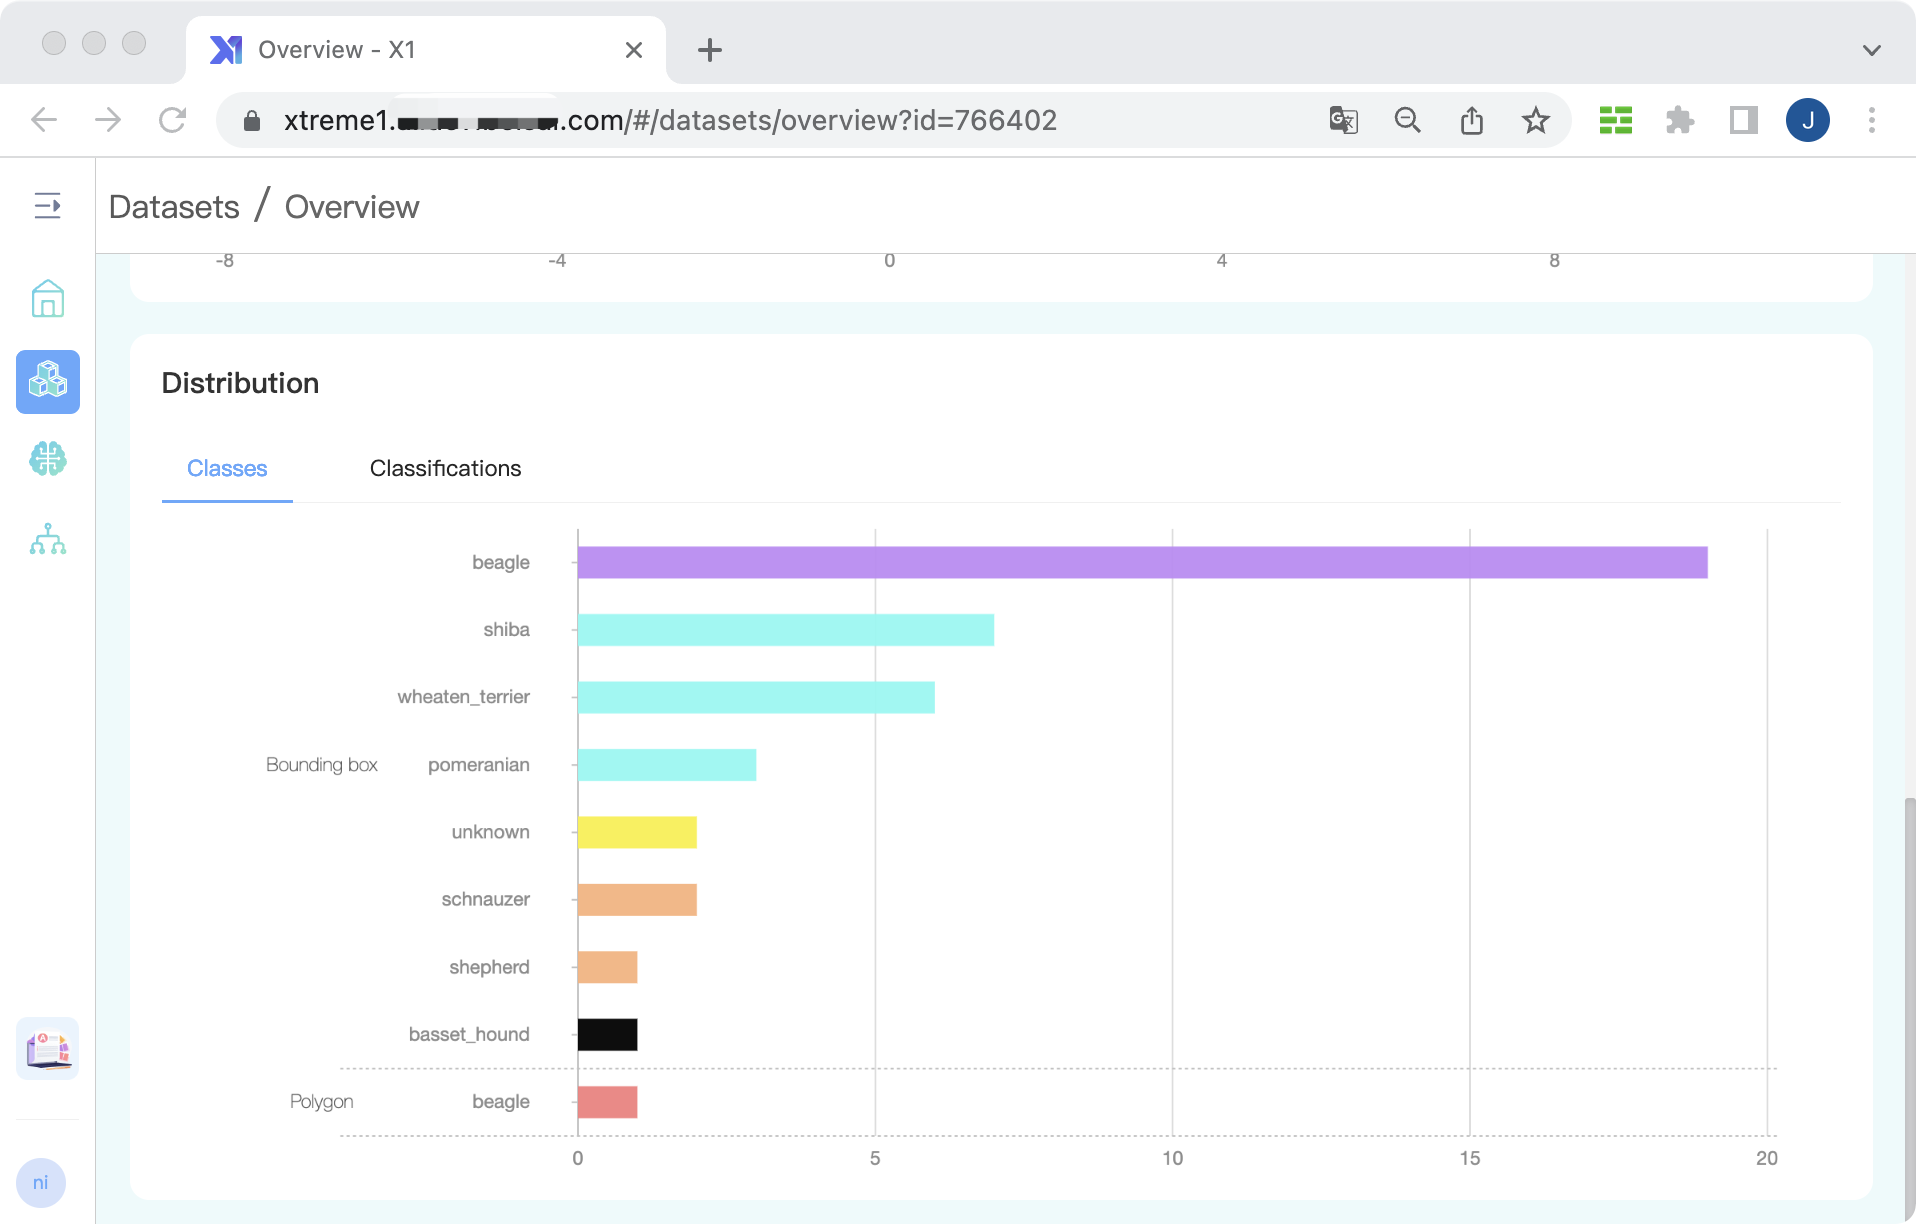 Overview - X1
xtreme1.
.com/#/datasets/overview?id=766402
J
Datasets / Overview
-8 -4 0 4 8
Distribution
Classes Classifications
beagle
shiba
wheaten_terrier
Bounding box pomeranian
unknown
schnauzer
shepherd
basset_hound
Polygon beagle
0 5 10 15 20
ni